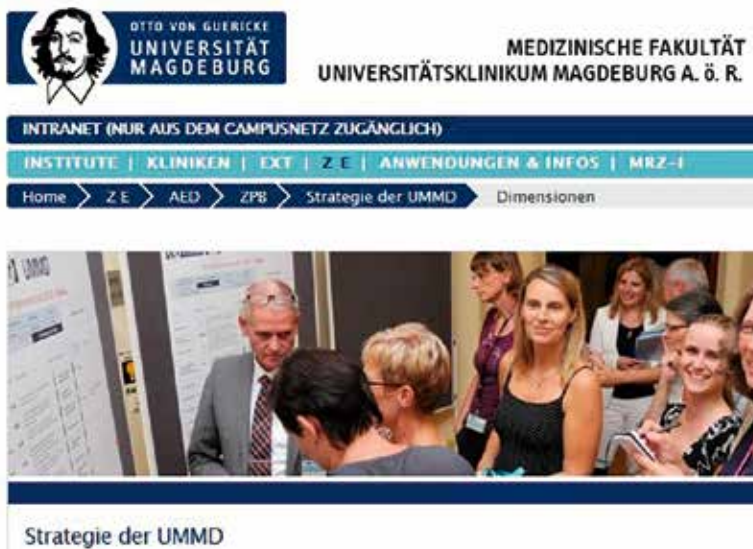 OTTO VON GUERICKE
UNIVERSITÄT
MAGDEBURG
MEDIZINISCHE FAKULTÄT
UNIVERSITÄTSKLINIKUM MAGDEBURG A. ö. R.
INTRANET (NUR AUS DEM CAMPUSNETZ ZUGÄNGLICH)
INSTITUTE | KLINIKEN | EXT | Z E | ANWENDUNGEN & INFOS | MRZ-I
Home Z E AED ZPB Strategie der UMMD Dimensionen
UMMD
Strategie der UMMD